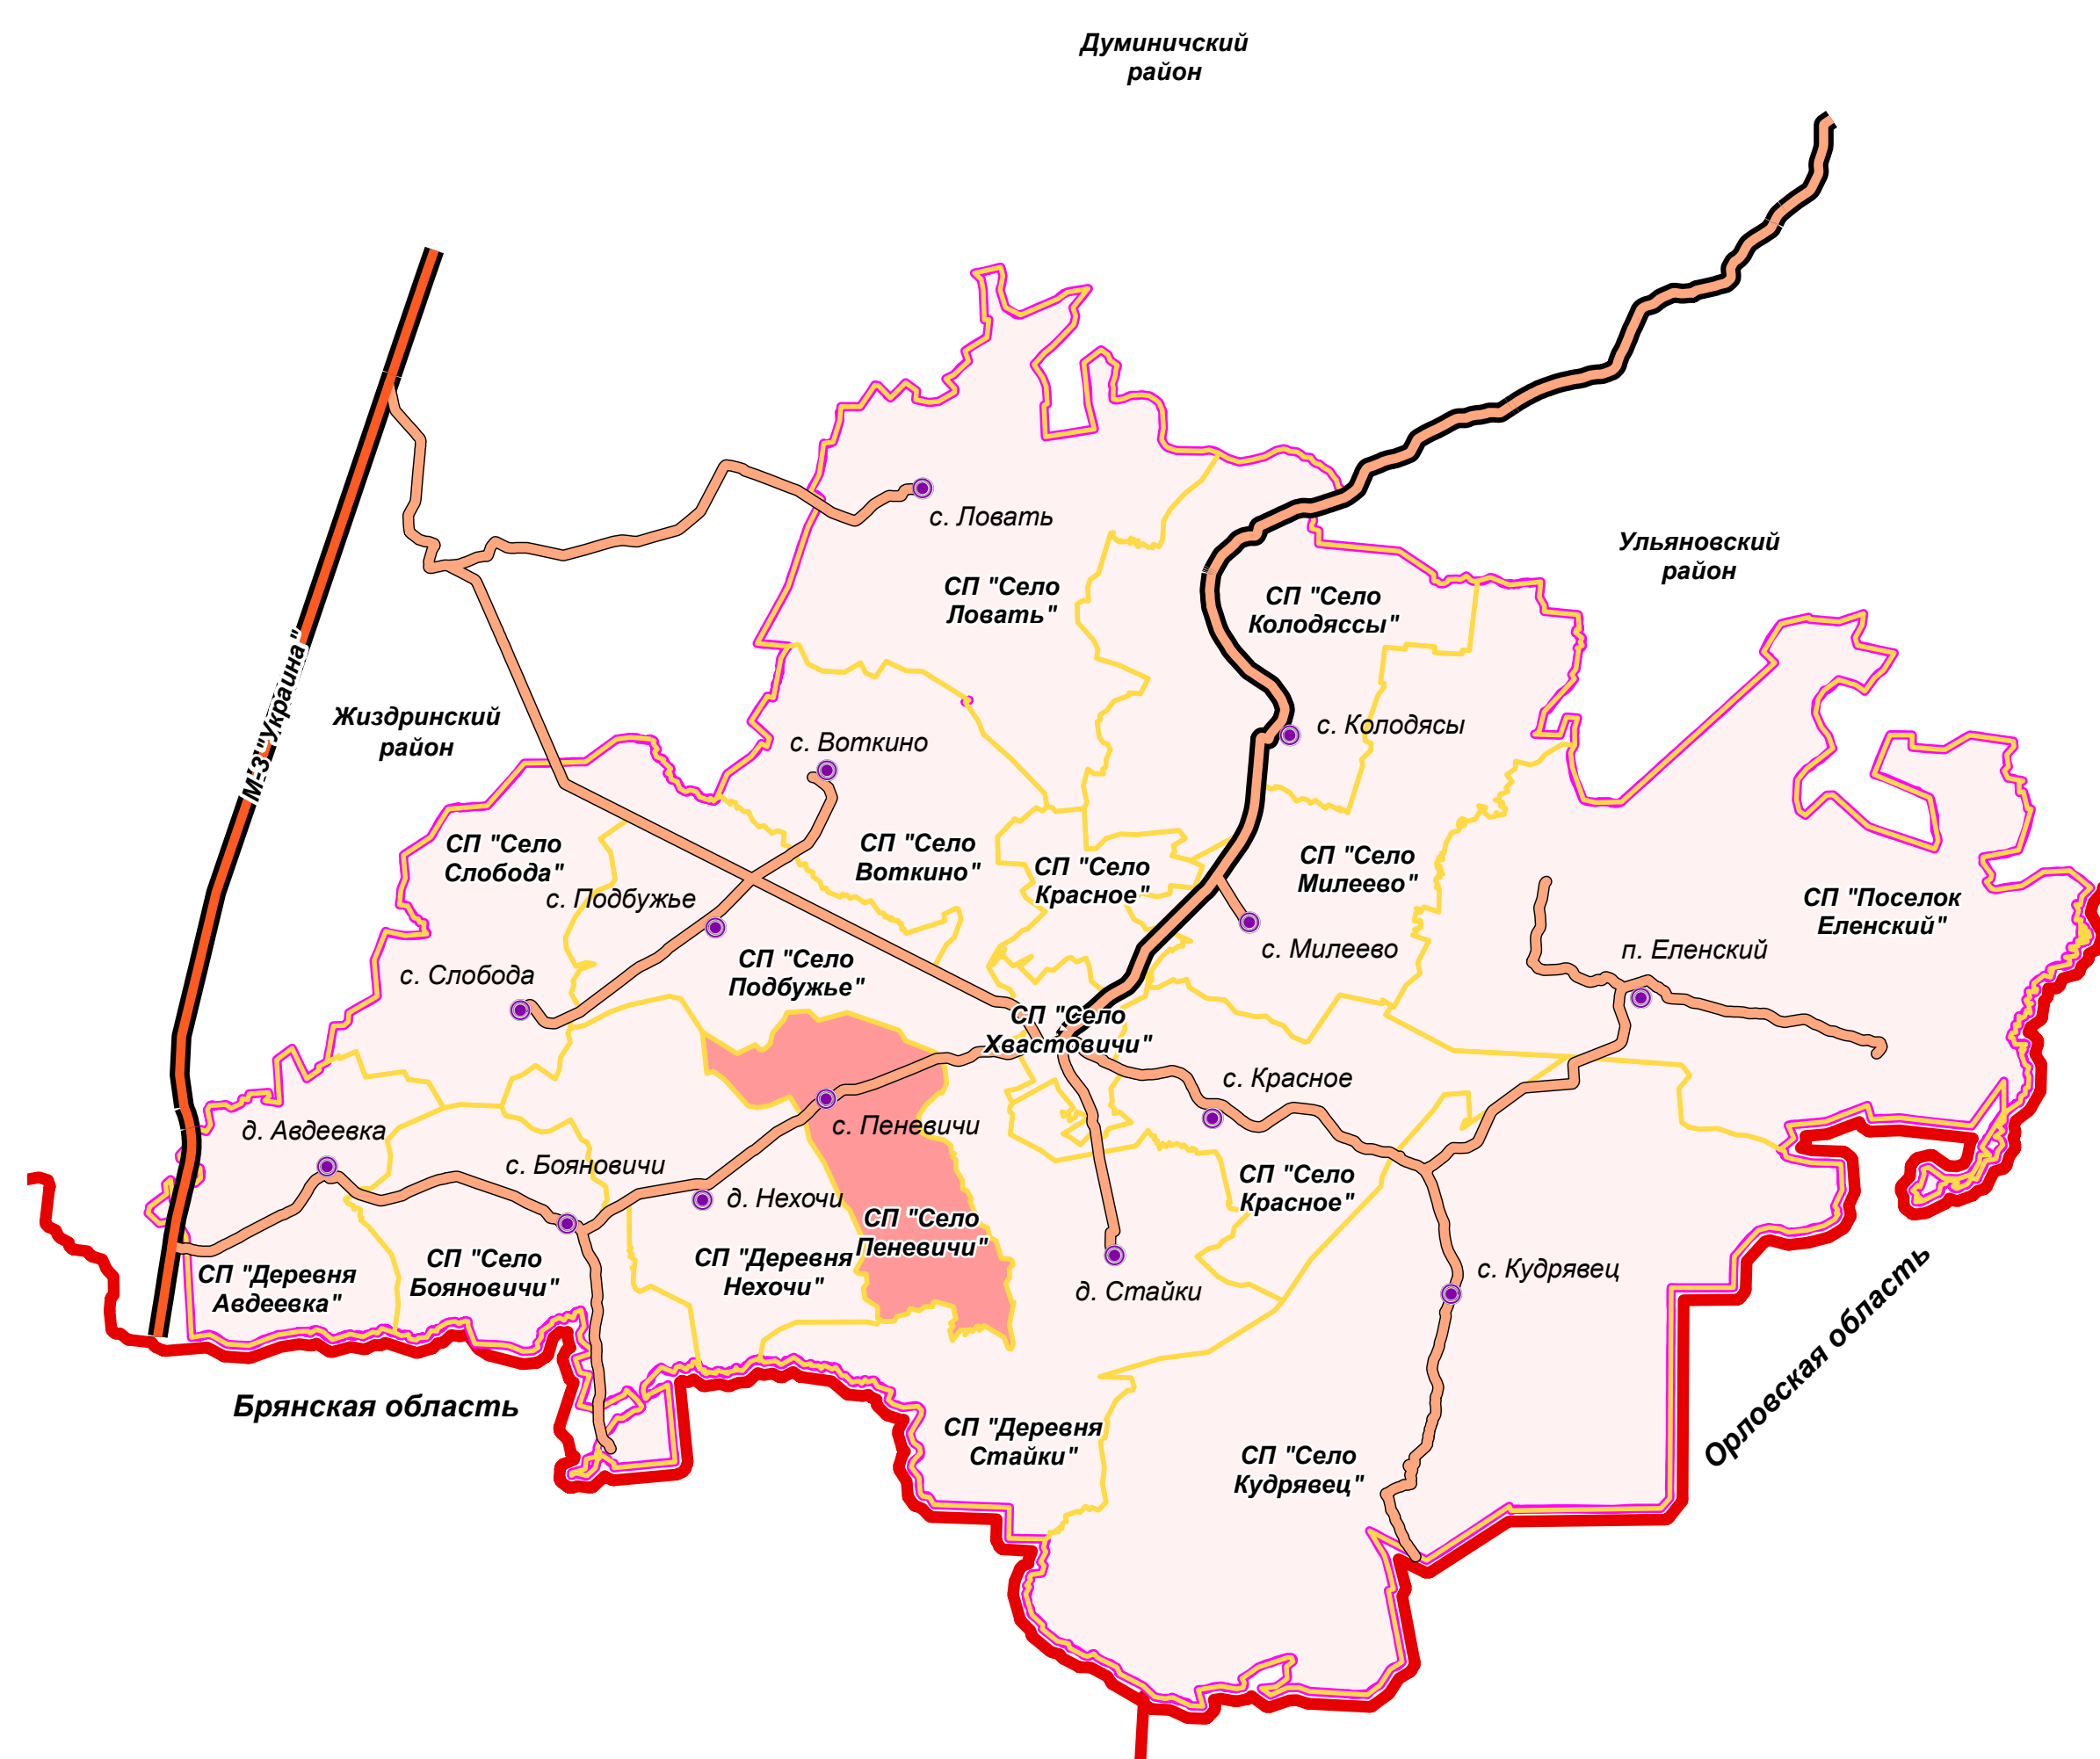 Думиничский
район
с. Ловать
Ульяновский
район
СП "Село
Ловать"
СП "Село
Колодяссы"
М-3 "Украина"
Жиздринский
район
с. Колодясы
с. Воткино
СП "Село
Слобода"
СП "Село
Воткино"
СП "Село
Красное"
СП "Село
Милеево"
с. Подбужье
СП "Поселок
Еленский"
с. Милеево
п. Еленский
с. Слобода
СП "Село
Подбужье"
СП "Село
Хвастовичи"
с. Красное
д. Авдеевка
с. Пеневичи
с. Бояновичи
д. Нехочи
СП "Село
Красное"
СП "Село
Пеневичи"
СП "Деревня
Авдеевка"
СП "Село
Бояновичи"
СП "Деревня
Нехочи"
д. Стайки
с. Кудрявец
Орловская область
Брянская область
СП "Деревня
Стайки"
СП "Село
Кудрявец"